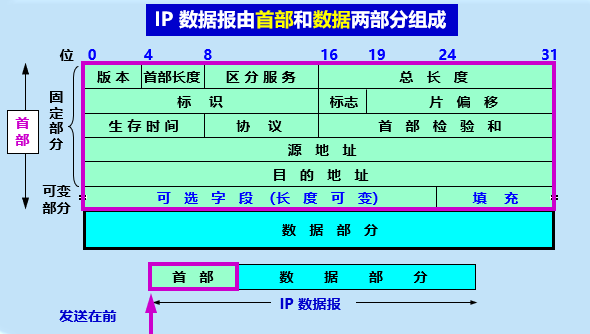 IP 数据报由首部和数据两部分组成
位 0 4 8 16 19 24 31
版本 首部长度 区分服务 总长度
标识 标志 片偏移
生存时间 协议 首部检验和
源地址
目的地址
可选字段 (长度可变) 填充
数据部分
首部
固定部分
可变部分
首部 数据部分
IP 数据报
发送在前